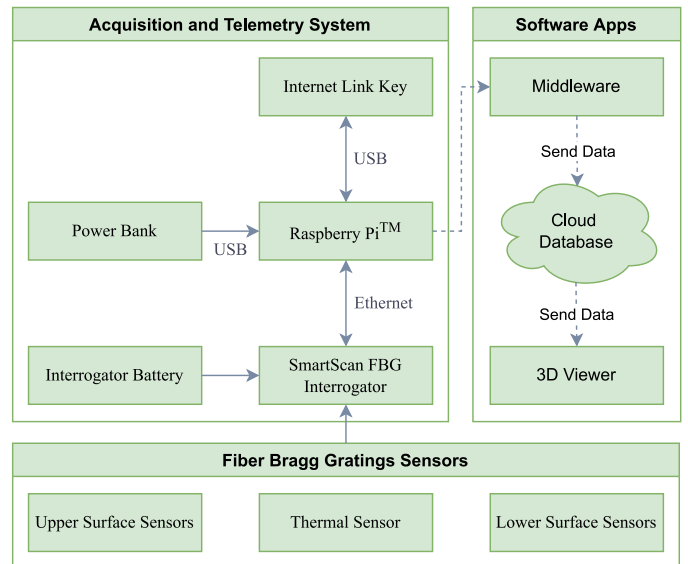 Acquisition and Telemetry System
Internet Link Key
USB
Power Bank
USB
Raspberry Pi™
Ethernet
Interrogator Battery
SmartScan FBG
Interrogator
Software Apps
Middleware
Send Data
Cloud
Database
Send Data
3D Viewer
Fiber Bragg Gratings Sensors
Upper Surface Sensors
Thermal Sensor
Lower Surface Sensors